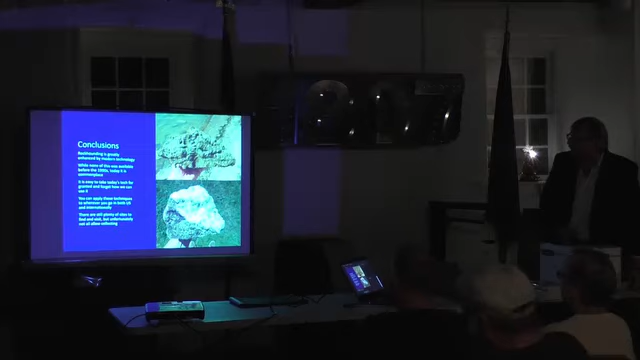 Conclusions
Rockhounding is greatly
enhanced by modern technology
While none of this was available
before the 1990s, today it is
commonplace
It is easy to take today's tech for
granted and forget how we can
use it
You can apply these techniques
to wherever you go in both US
and internationally
There are still plenty of sites to
find and visit, but unfortunately
not all allow collecting